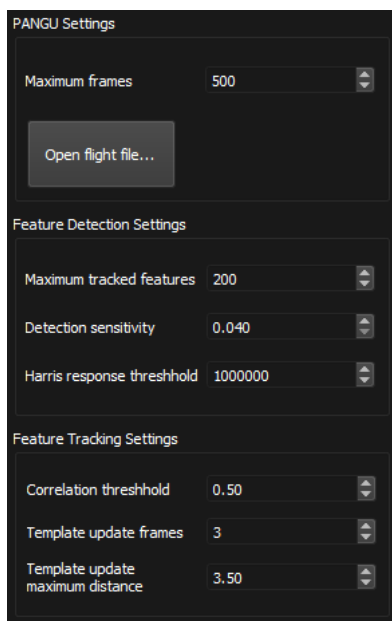 PANGU Settings
Maximum frames 500
Open flight file...
Feature Detection Settings
Maximum tracked features 200
Detection sensitivity 0.040
Harris response threshhold 1000000
Feature Tracking Settings
Correlation threshhold 0.50
Template update frames 3
Template update
maximum distance 3.50